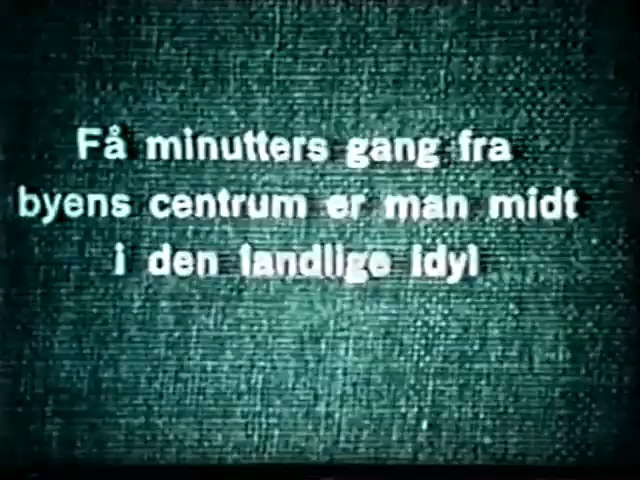 Få minutters gang fra
byens centrum er man midt
i den landlige idyl